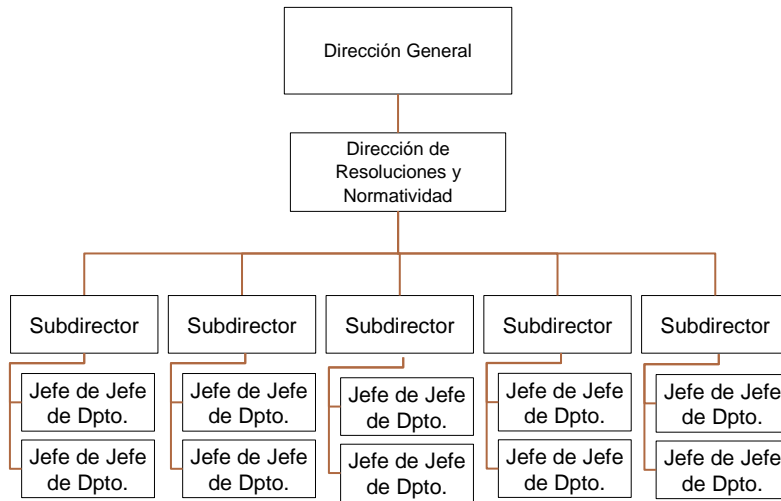 Dirección General
Dirección de
Resoluciones y
Normatividad
Subdirector
Subdirector
Subdirector
Subdirector
Subdirector
Jefe de Jefe
de Dpto.
Jefe de Jefe
de Dpto.
Jefe de Jefe
de Dpto.
Jefe de Jefe
de Dpto.
Jefe de Jefe
de Dpto.
Jefe de Jefe
de Dpto.
Jefe de Jefe
de Dpto.
Jefe de Jefe
de Dpto.
Jefe de Jefe
de Dpto.
Jefe de Jefe
de Dpto.